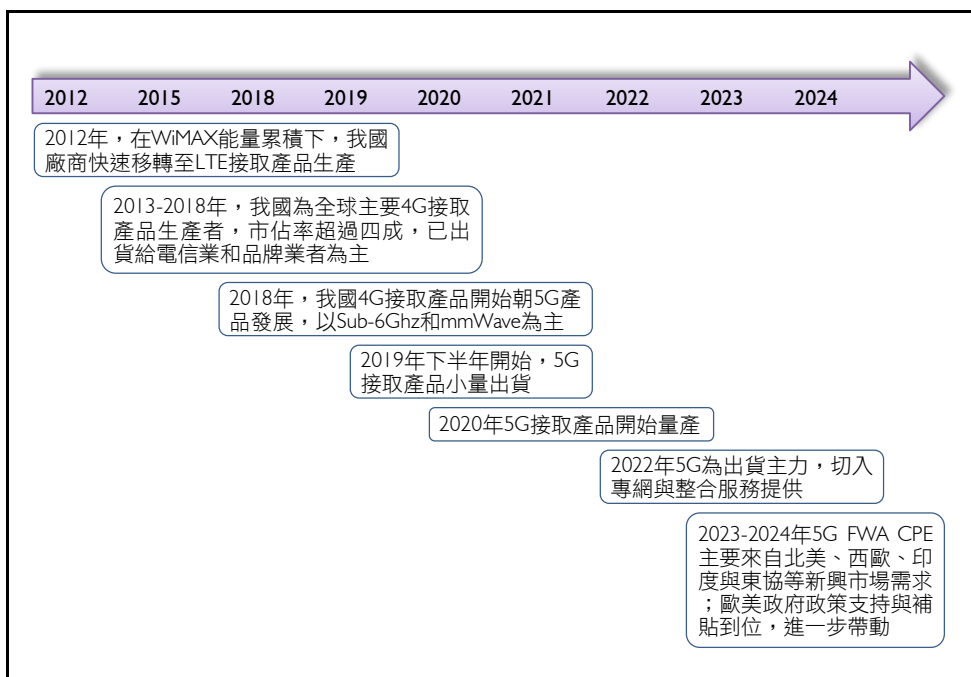 2012 2015 2018 2019 2020 2021 2022 2023 2024
2012年，在WiMAX能量累積下，我國
廠商快速移轉至LTE接取產品生產
2013-2018年，我國為全球主要4G接取
產品生產者，市佔率超過四成，已出
貨給電信業和品牌業者為主
2018年，我國4G接取產品開始朝5G產
品發展，以Sub-6Ghz和mmWave為主
2019年下半年開始，5G
接取產品小量出貨
2020年5G接取產品開始量產
2022年5G為出貨主力，切入
專網與整合服務提供
2023-2024年5G FWA CPE
主要來自北美、西歐、印
度與東協等新興市場需求
；歐美政府政策支持與補
貼到位，進一步帶動